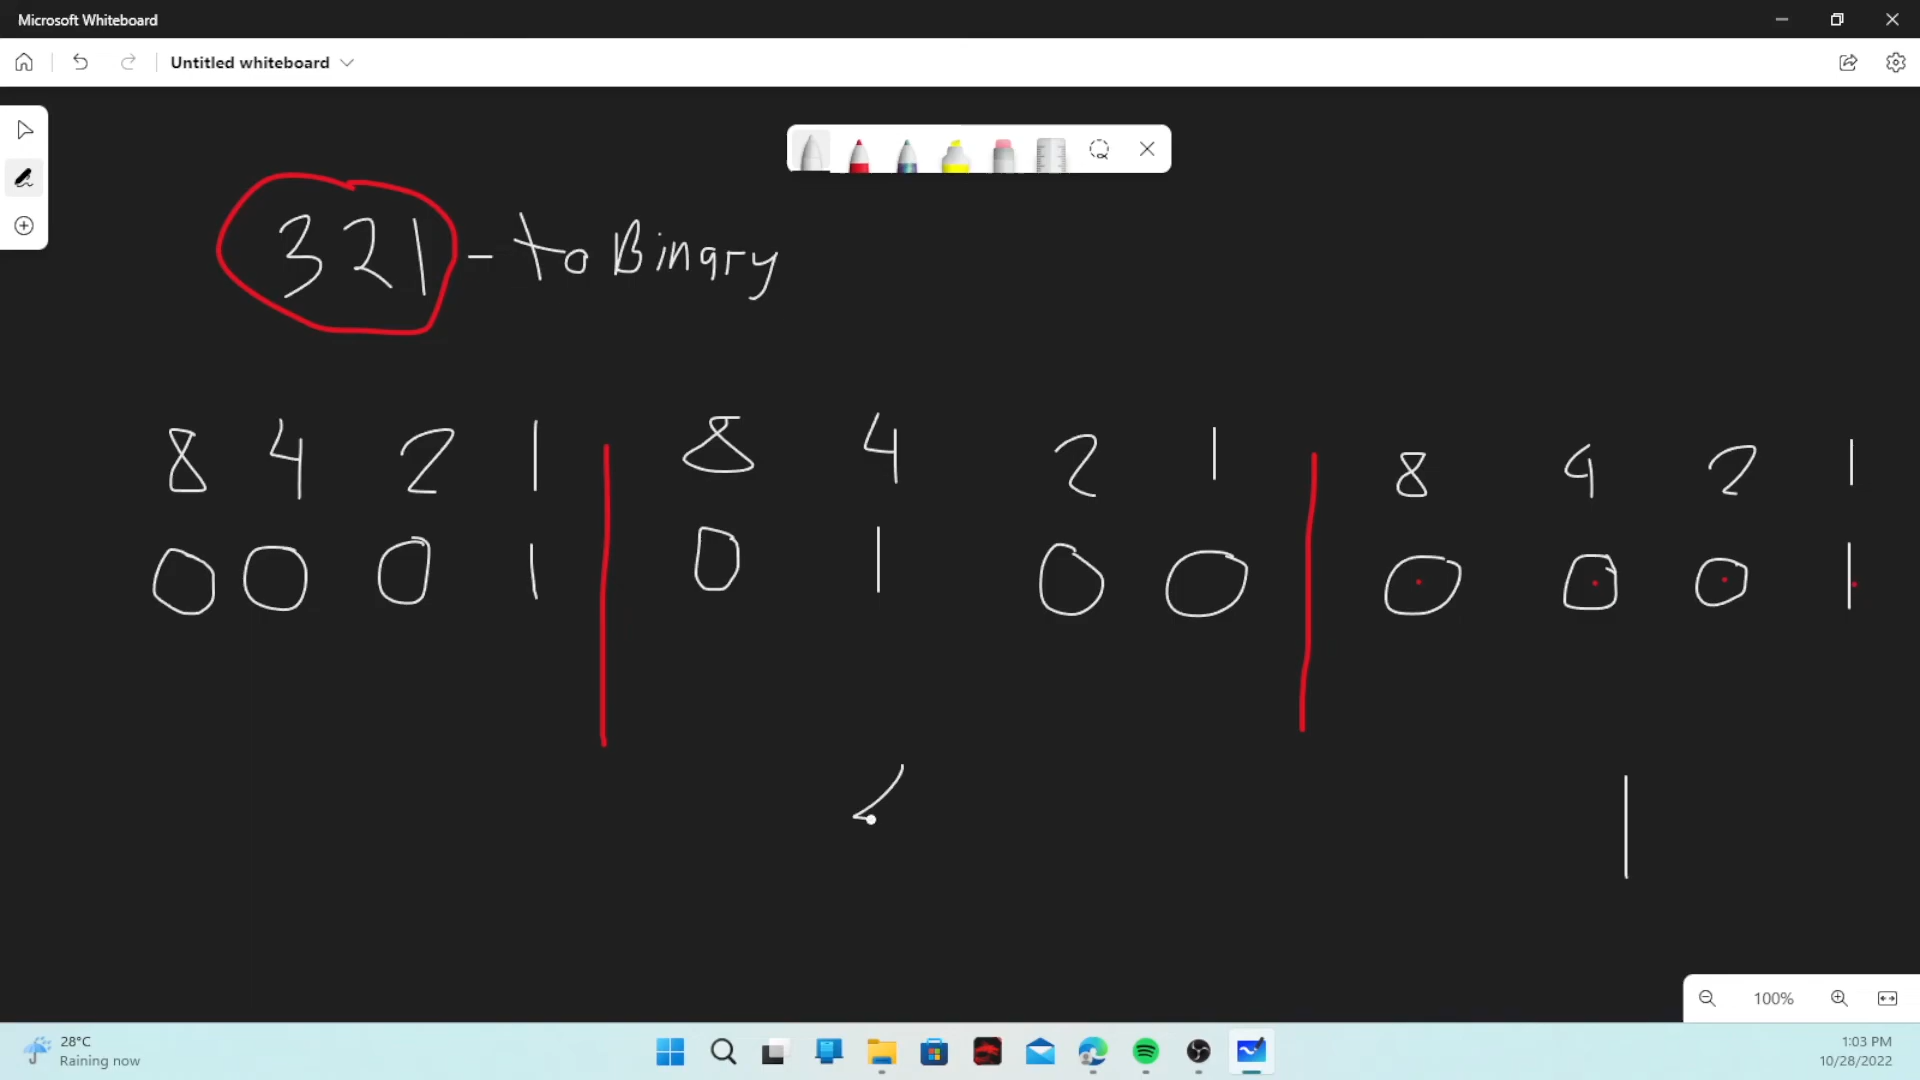 Microsoft Whiteboard
Untitled whiteboard
321 - to Binary
8 4 2 1 8 4 2 1 8 4 2 1
0 0 0 1 0 1 0 0 0 0 0 1
1
100%
28°C
Raining now
1:03 PM
10/28/2022